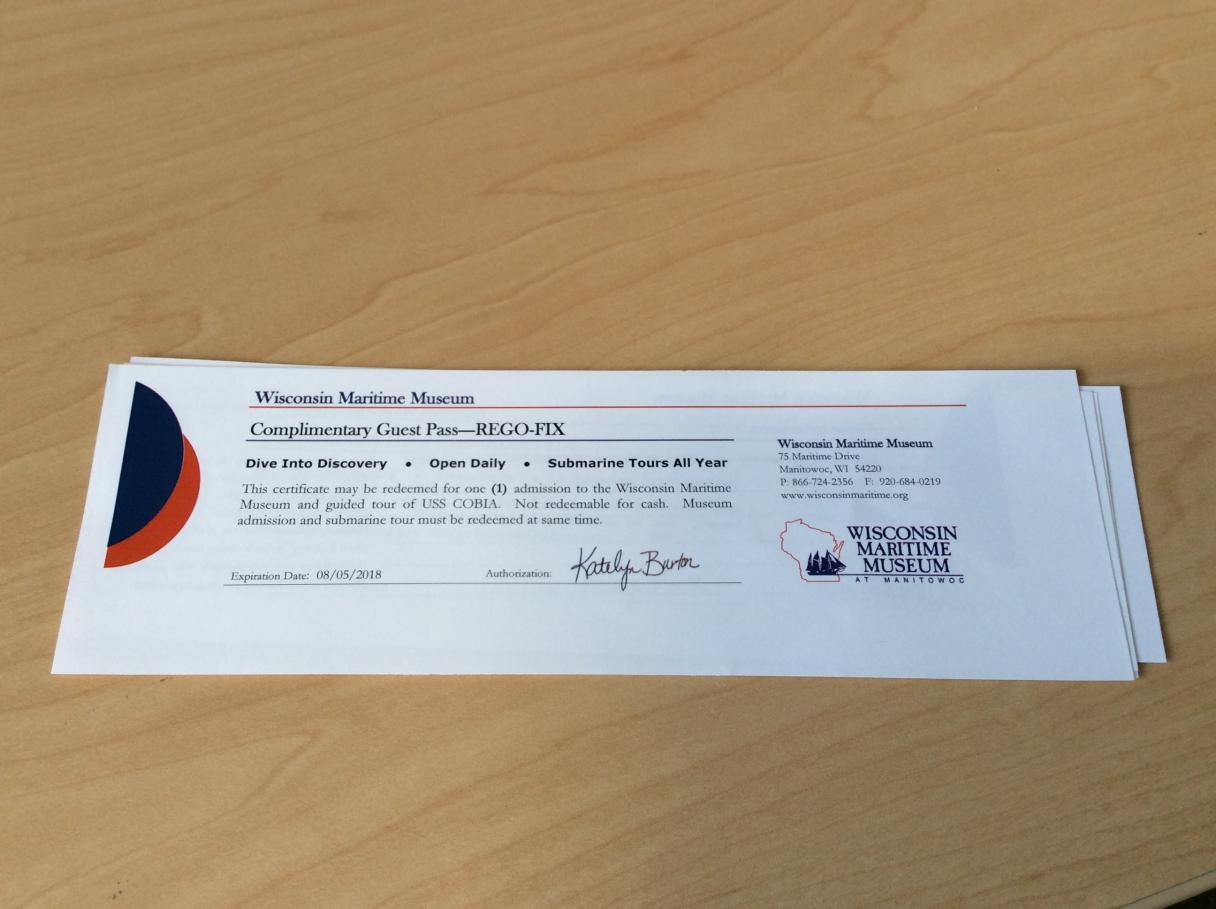 Wisconsin Maritime Museum
Complimentary Guest Pass—REGO-FIX
Dive Into Discovery • Open Daily • Submarine Tours All Year
This certificate may be redeemed for one (1) admission to the Wisconsin Maritime
Museum and guided tour of USS COBIA. Not redeemable for cash. Museum
admission and submarine tour must be redeemed at same time.
Expiration Date: 08/05/2018
Authorization: Katelyn Burton
Wisconsin Maritime Museum
75 Maritime Drive
Manitowoc, WI 54220
P: 866-724-2356 F: 920-684-0219
www.wisconsinmaritime.org
WISCONSIN
MARITIME
MUSEUM
AT MANITOWOC